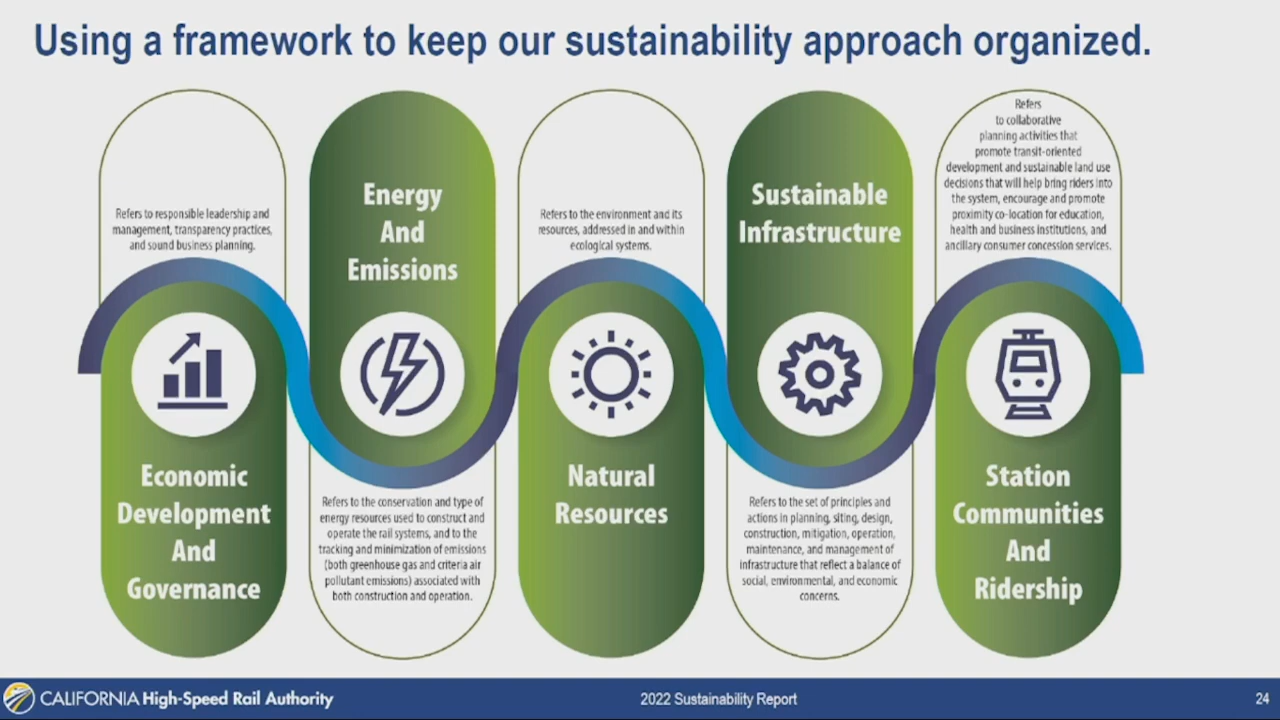 Using a framework to keep our sustainability approach organized.
Refers to responsible leadership and
management, transparency practices,
and sound business planning.
Economic
Development
And
Governance
Energy
And
Emissions
Refers to the conservation and type of
energy resources used to construct and
operate the rail systems, and to the
tracking and minimization of emissions
(both greenhouse gas and criteria air
pollutant emissions) associated with
both construction and operation.
Refers to the environment and its
resources, addressed in and within
ecological systems.
Natural
Resources
Sustainable
Infrastructure
Refers to the set of principles and
actions in planning, siting, design,
construction, mitigation, operation,
maintenance, and management of
infrastructure that reflect a balance of
social, environmental, and economic
concerns.
Refers
to collaborative
planning activities that
promote transit-oriented
development and sustainable land use
decisions that will help bring riders into
the system, encourage and promote
proximity co-location for education,
health and business institutions, and
ancillary consumer concession services.
Station
Communities
And
Ridership
CALIFORNIA High-Speed Rail Authority
2022 Sustainability Report
24